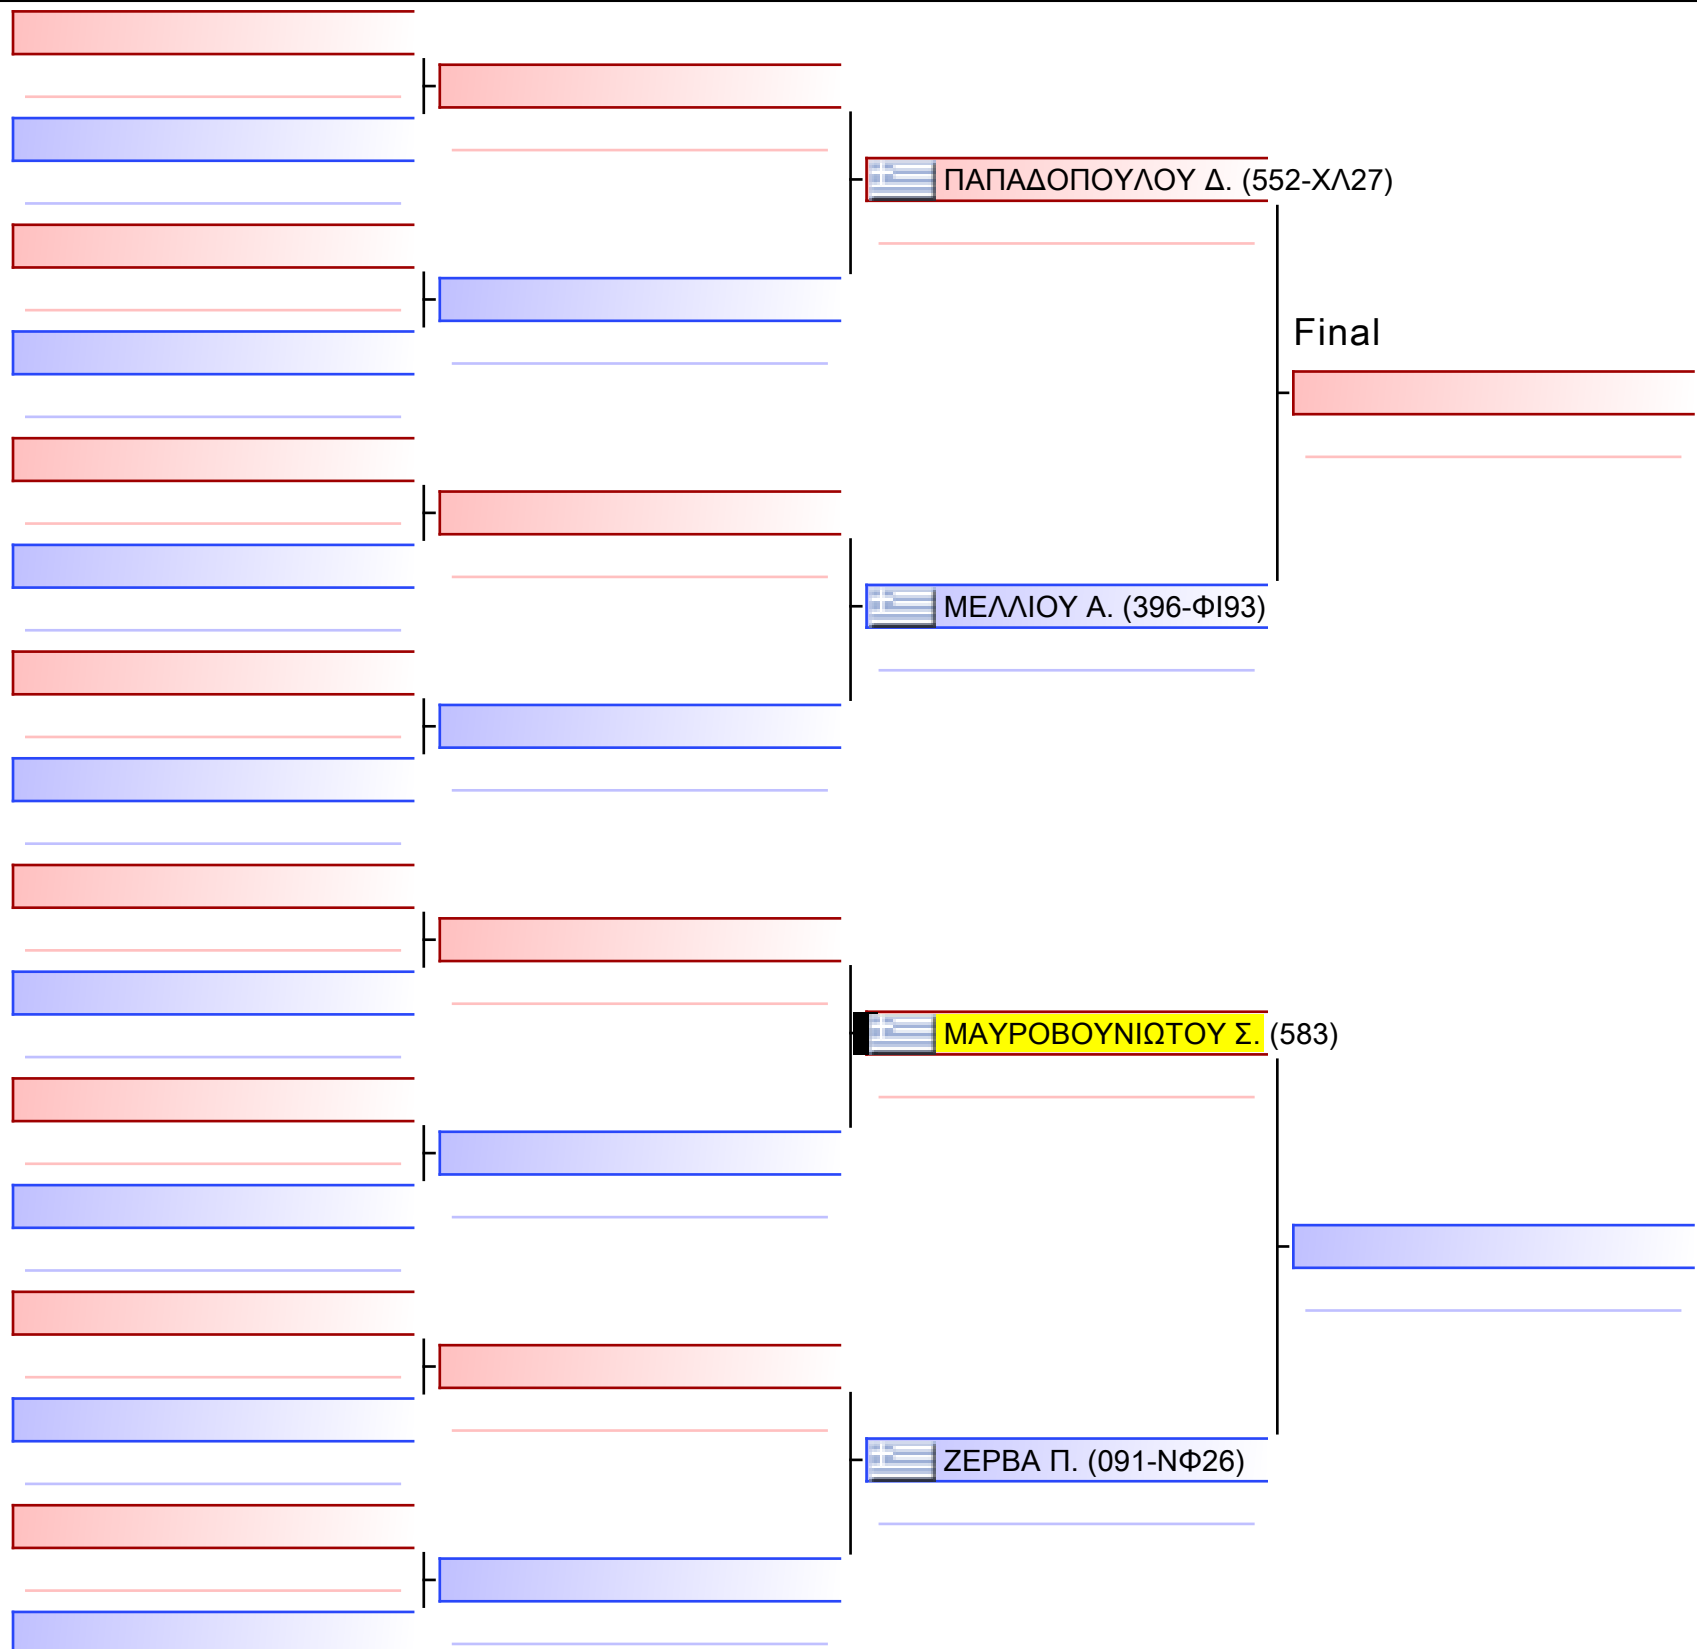 ΠΑΠΑΔΟΠΟΥΛΟΥ Δ. (552-ΧΛ27)
Final
ΜΕΛΛΙΟΥ Α. (396-ΦΙ93)
ΜΑΥΡΟΒΟΥΝΙΩΤΟΥ Σ. (583)
ΖΕΡΒΑ Π. (091-ΝΦ26)